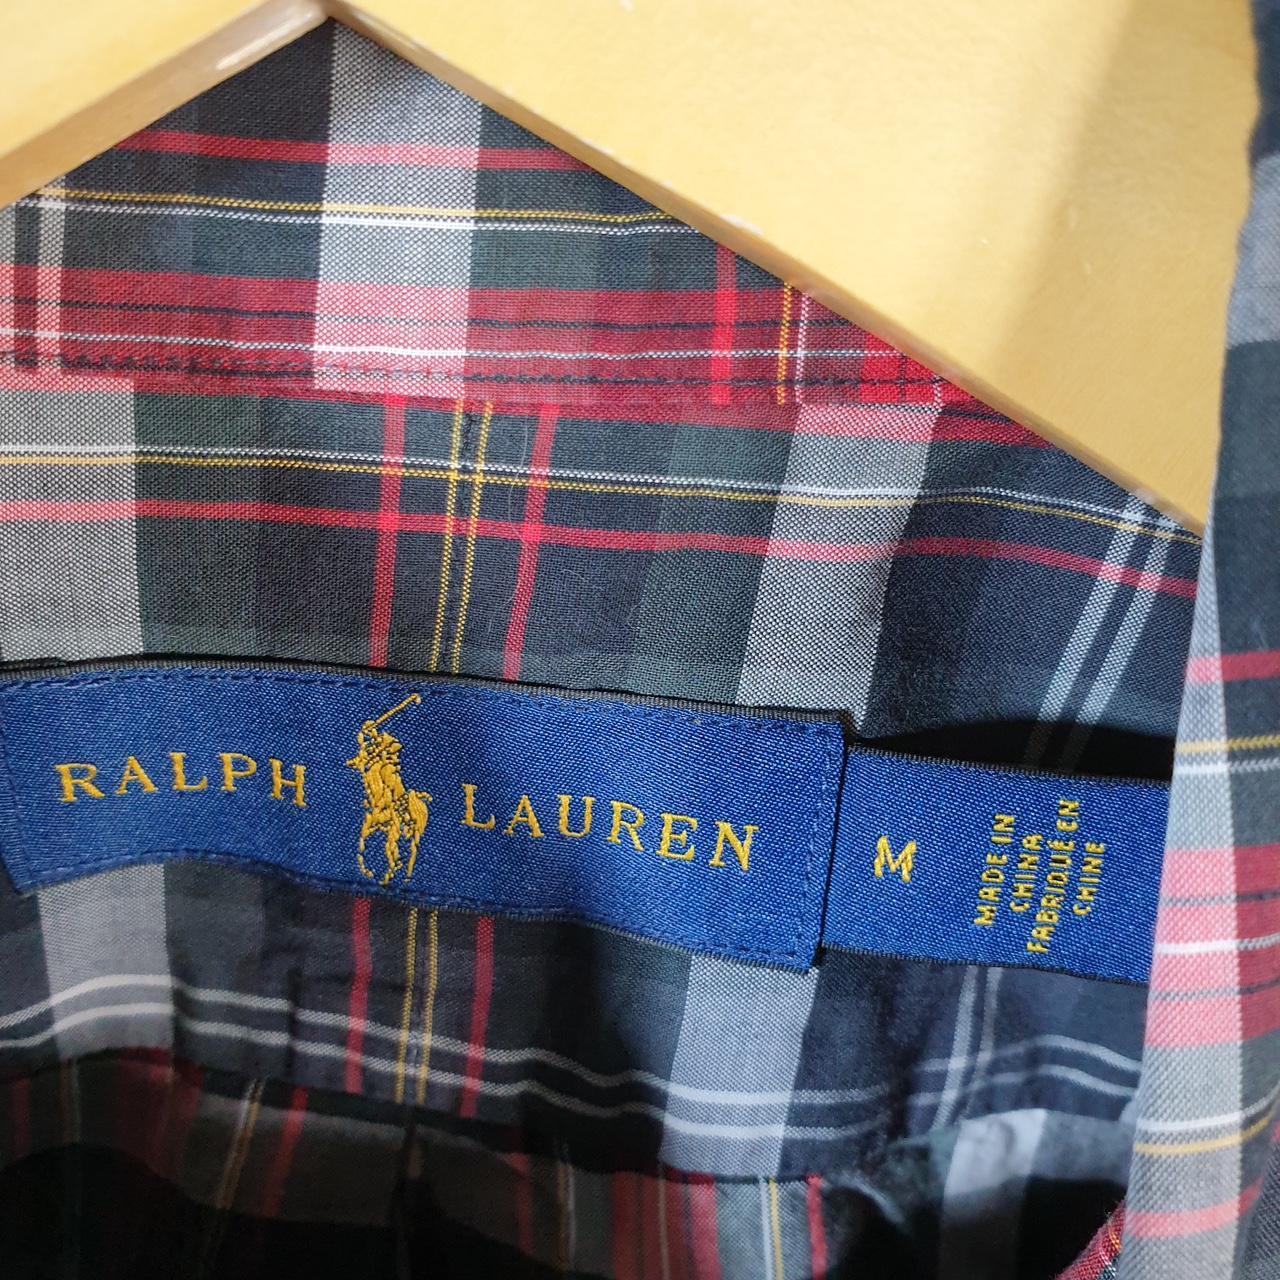 RALPH LAUREN
M
MADE IN
CHINA
FABRIQUÉ EN
CHINE